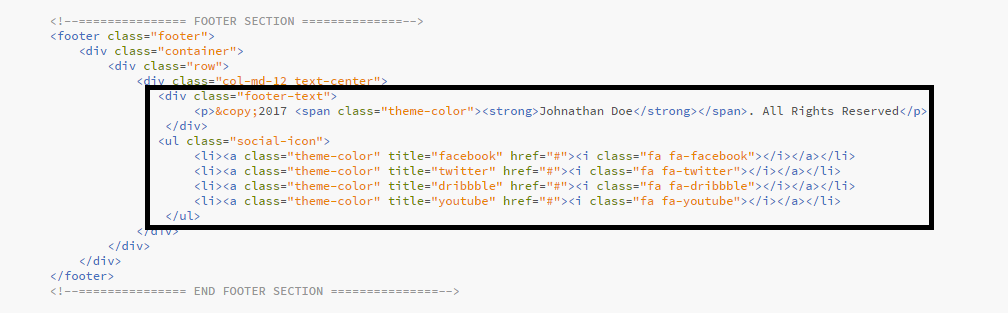 <!--=============== FOOTER SECTION ==============-->
<footer class="footer">
<div class="container">
<div class="row">
<div class="col-md-12 text-center">
<div class="footer-text">
<p>&copy;2017 <span class="theme-color"><strong>Johnathan Doe</strong></span>. All Rights Reserved</p>
</div>
<ul class="social-icon">
<li><a class="theme-color" title="facebook" href="#"><i class="fa fa-facebook"></i></a></li>
<li><a class="theme-color" title="twitter" href="#"><i class="fa fa-twitter"></i></a></li>
<li><a class="theme-color" title="dribbble" href="#"><i class="fa fa-dribbble"></i></a></li>
<li><a class="theme-color" title="youtube" href="#"><i class="fa fa-youtube"></i></a></li>
</ul>
</div>
</div>
</div>
</footer>
<!--=============== END FOOTER SECTION ===============-->